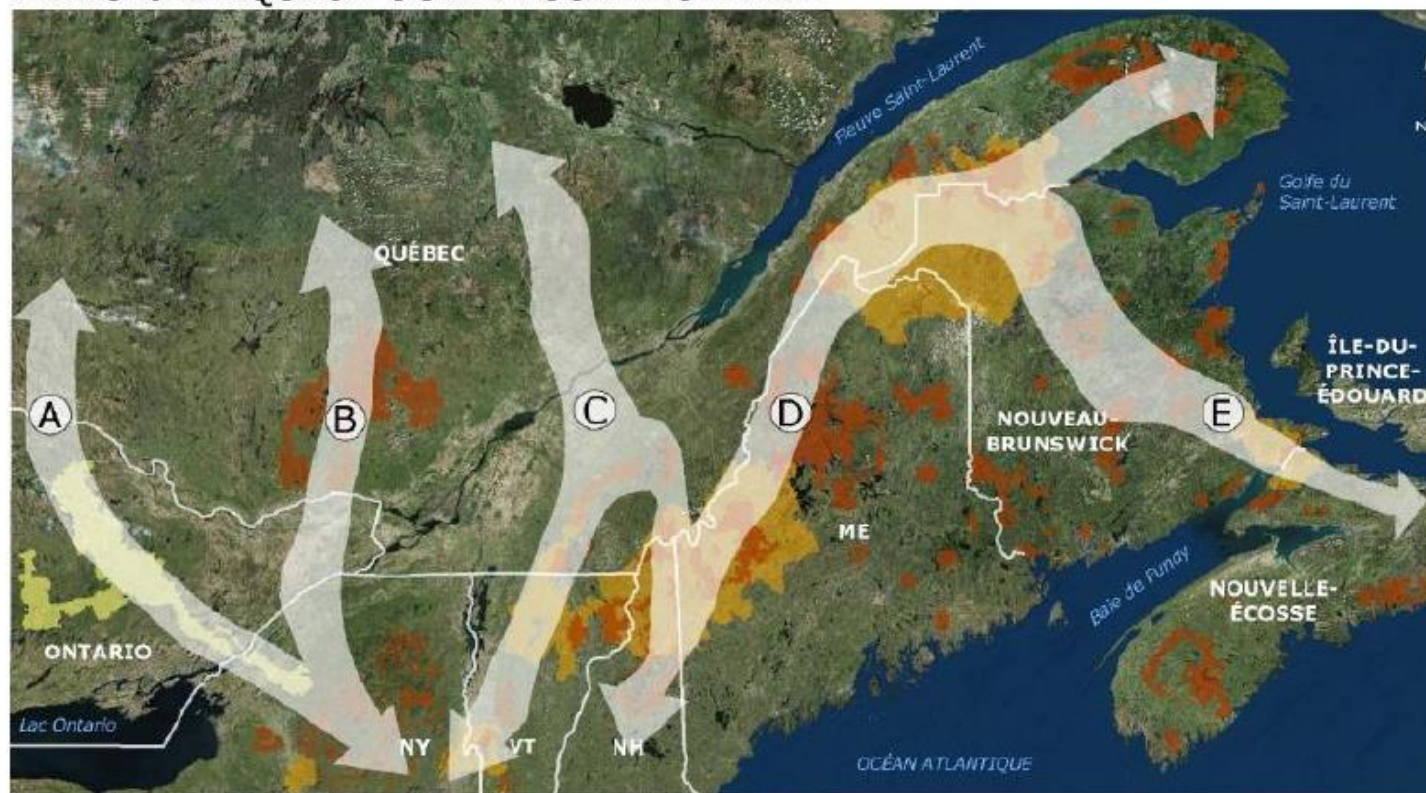 Fleuve Saint-Laurent
Golfe du
Saint-Laurent
QUÉBEC
ÎLE-DU-
PRINCE-
ÉDOUARD
A
B
C
D
E
NOUVEAU-
BRUNSWICK
ME
Baie de Fundy
NOUVELLE-
ÉCOSSE
ONTARIO
Lac Ontario
NY
VT
NH
OCÉAN ATLANTIQUE